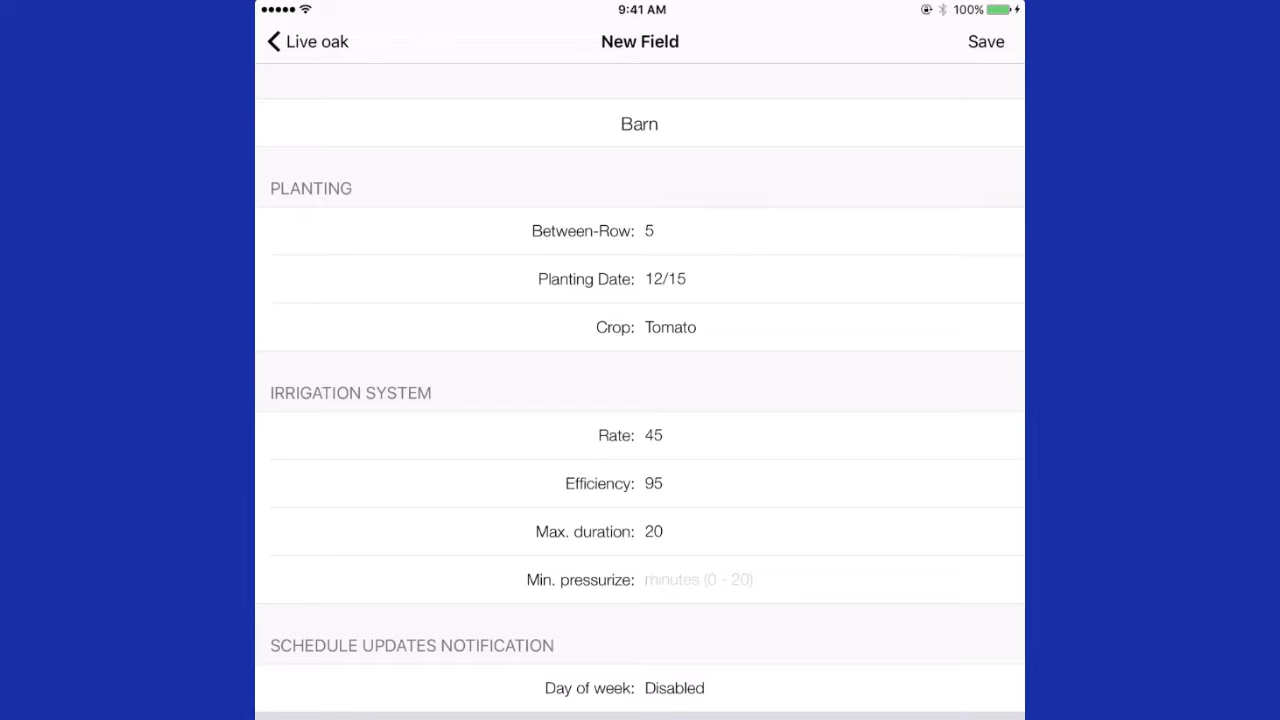 9:41 AM 100%
Live oak New Field Save
Barn
PLANTING
Between-Row: 5
Planting Date: 12/15
Crop: Tomato
IRRIGATION SYSTEM
Rate: 45
Efficiency: 95
Max. duration: 20
Min. pressurize: minutes (0 - 20)
SCHEDULE UPDATES NOTIFICATION
Day of week: Disabled